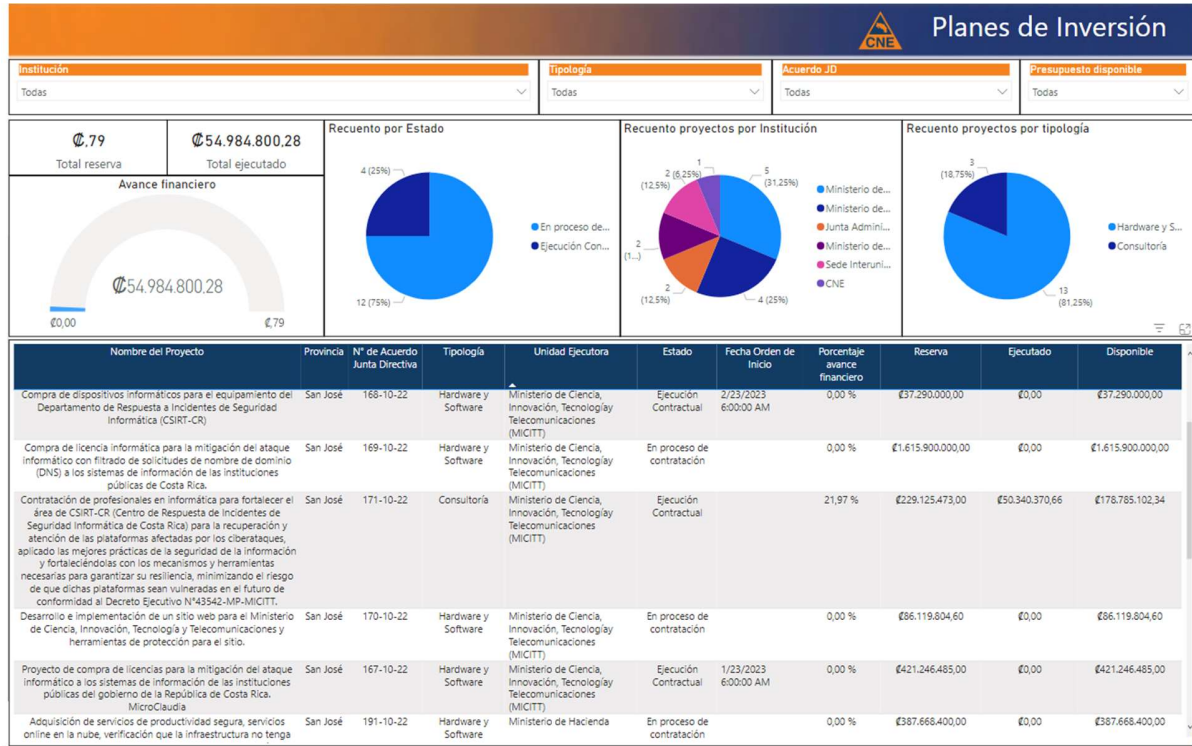 CNE
Planes de Inversión
Institución
Todas
Tipología
Todas
Acuerdo JD
Todas
Presupuesto disponible
Todas
₡,79
Total reserva
₡54.984.800,28
Total ejecutado
Avance financiero
₡54.984.800,28
₡0,00
₡,79
Recuento por Estado
4 (25%)
12 (75%)
En proceso de...
Ejecución Con...
Recuento proyectos por Institución
1
(6,25%)
5
(31,25%)
4 (25%)
2
(12,5%)
2
(1...)
2
(12,5%)
Ministerio de...
Ministerio de...
Junta Admini...
Ministerio de...
Sede Interuni...
CNE
Recuento proyectos por tipología
3
(18,75%)
13
(81,25%)
Hardware y S...
Consultoría
Nombre del Proyecto
Provincia
N° de Acuerdo
Junta Directiva
Tipología
Unidad Ejecutora
Estado
Fecha Orden de
Inicio
Porcentaje
avance
financiero
Reserva
Ejecutado
Disponible
Compra de dispositivos informáticos para el equipamiento del
Departamento de Respuesta a Incidentes de Seguridad
Informática (CSIRT-CR)
San José
168-10-22
Hardware y
Software
Ministerio de Ciencia,
Innovación, Tecnologíay
Telecomunicaciones
(MICITT)
Ejecución
Contractual
2/23/2023
6:00:00 AM
0,00 %
₡37.290.000,00
₡0,00
₡37.290.000,00
Compra de licencia informática para la mitigación del ataque
informático con filtrado de solicitudes de nombre de dominio
(DNS) a los sistemas de información de las instituciones
públicas de Costa Rica.
San José
169-10-22
Hardware y
Software
Ministerio de Ciencia,
Innovación, Tecnologíay
Telecomunicaciones
(MICITT)
En proceso de
contratación
0,00 %
₡1.615.900.000,00
₡0,00
₡1.615.900.000,00
Contratación de profesionales en informática para fortalecer el
área de CSIRT-CR (Centro de Respuesta de Incidentes de
Seguridad Informática de Costa Rica) para la recuperación y
atención de las plataformas afectadas por los ciberataques,
aplicado las mejores prácticas de la seguridad de la información
y fortaleciéndolas con los mecanismos y herramientas
necesarias para garantizar su resiliencia, minimizando el riesgo
de que dichas plataformas sean vulneradas en el futuro de
conformidad al Decreto Ejecutivo N°43542-MP-MICITT.
San José
171-10-22
Consultoría
Ministerio de Ciencia,
Innovación, Tecnologíay
Telecomunicaciones
(MICITT)
Ejecución
Contractual
21,97 %
₡229.125.473,00
₡50.340.370,66
₡178.785.102,34
Desarrollo e implementación de un sitio web para el Ministerio
de Ciencia, Innovación, Tecnología y Telecomunicaciones y
herramientas de protección para el sitio.
San José
170-10-22
Hardware y
Software
Ministerio de Ciencia,
Innovación, Tecnologíay
Telecomunicaciones
(MICITT)
En proceso de
contratación
0,00 %
₡86.119.804,60
₡0,00
₡86.119.804,60
Proyecto de compra de licencias para la mitigación del ataque
informático a los sistemas de información de las instituciones
públicas del gobierno de la República de Costa Rica.
MicroClaudia
San José
167-10-22
Hardware y
Software
Ministerio de Ciencia,
Innovación, Tecnologíay
Telecomunicaciones
(MICITT)
Ejecución
Contractual
1/23/2023
6:00:00 AM
0,00 %
₡421.246.485,00
₡0,00
₡421.246.485,00
Adquisición de servicios de productividad segura, servicios
online en la nube, verificación que la infraestructura no tenga
San José
191-10-22
Hardware y
Software
Ministerio de Hacienda
En proceso de
contratación
0,00 %
₡387.668.400,00
₡0,00
₡387.668.400,00